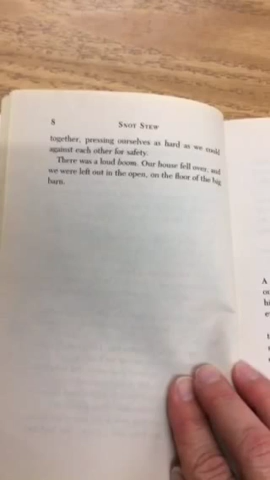 8 SNOT STEW
together, pressing ourselves as hard as we could
against each other for safety.
There was a loud boom. Our house fell over, and
we were left out in the open, on the floor of the big
barn.
A